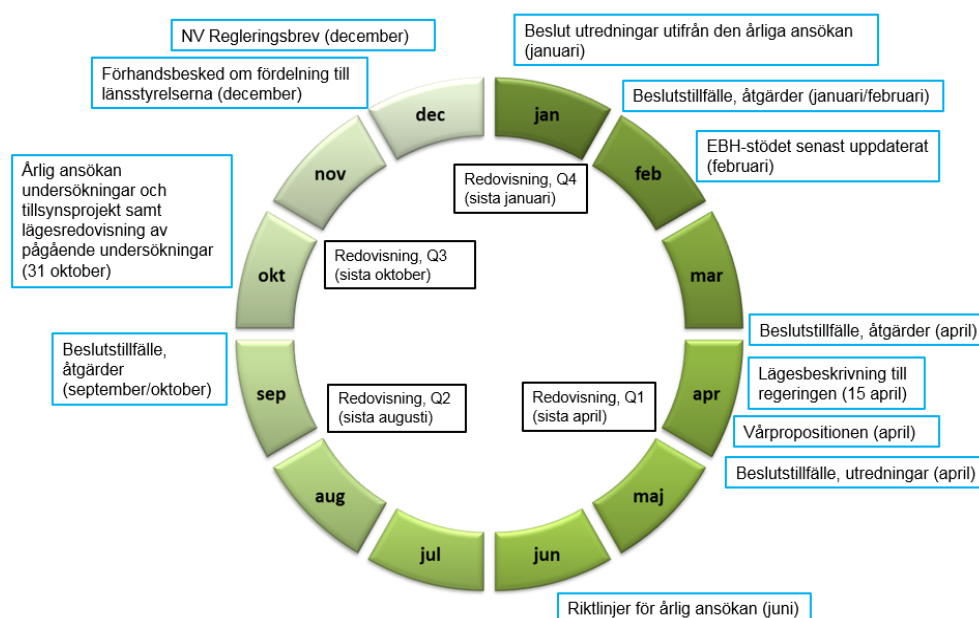 NV Regleringsbrev (december)
Beslut utredningar utifrån den årliga ansökan
(januari)
Förhandsbesked om fördelning till
länsstyrelserna (december)
Beslutstillfälle, åtgärder (januari/februari)
EBH-stödet senast uppdaterat
(februari)
Årlig ansökan
undersökningar och
tillsynsprojekt samt
lägesredovisning av
pågående undersökningar
(31 oktober)
dec
jan
nov
feb
Redovisning, Q4
(sista januari)
okt
mar
Redovisning, Q3
(sista oktober)
Beslutstillfälle, åtgärder (april)
Beslutstillfälle,
åtgärder
(september/oktober)
sep
Redovisning, Q2
(sista augusti)
Redovisning, Q1
(sista april)
apr
Lägesbeskrivning till
regeringen (15 april)
Vårpropositionen (april)
Beslutstillfälle, utredningar (april)
aug
maj
jul
jun
Riktlinjer för årlig ansökan (juni)